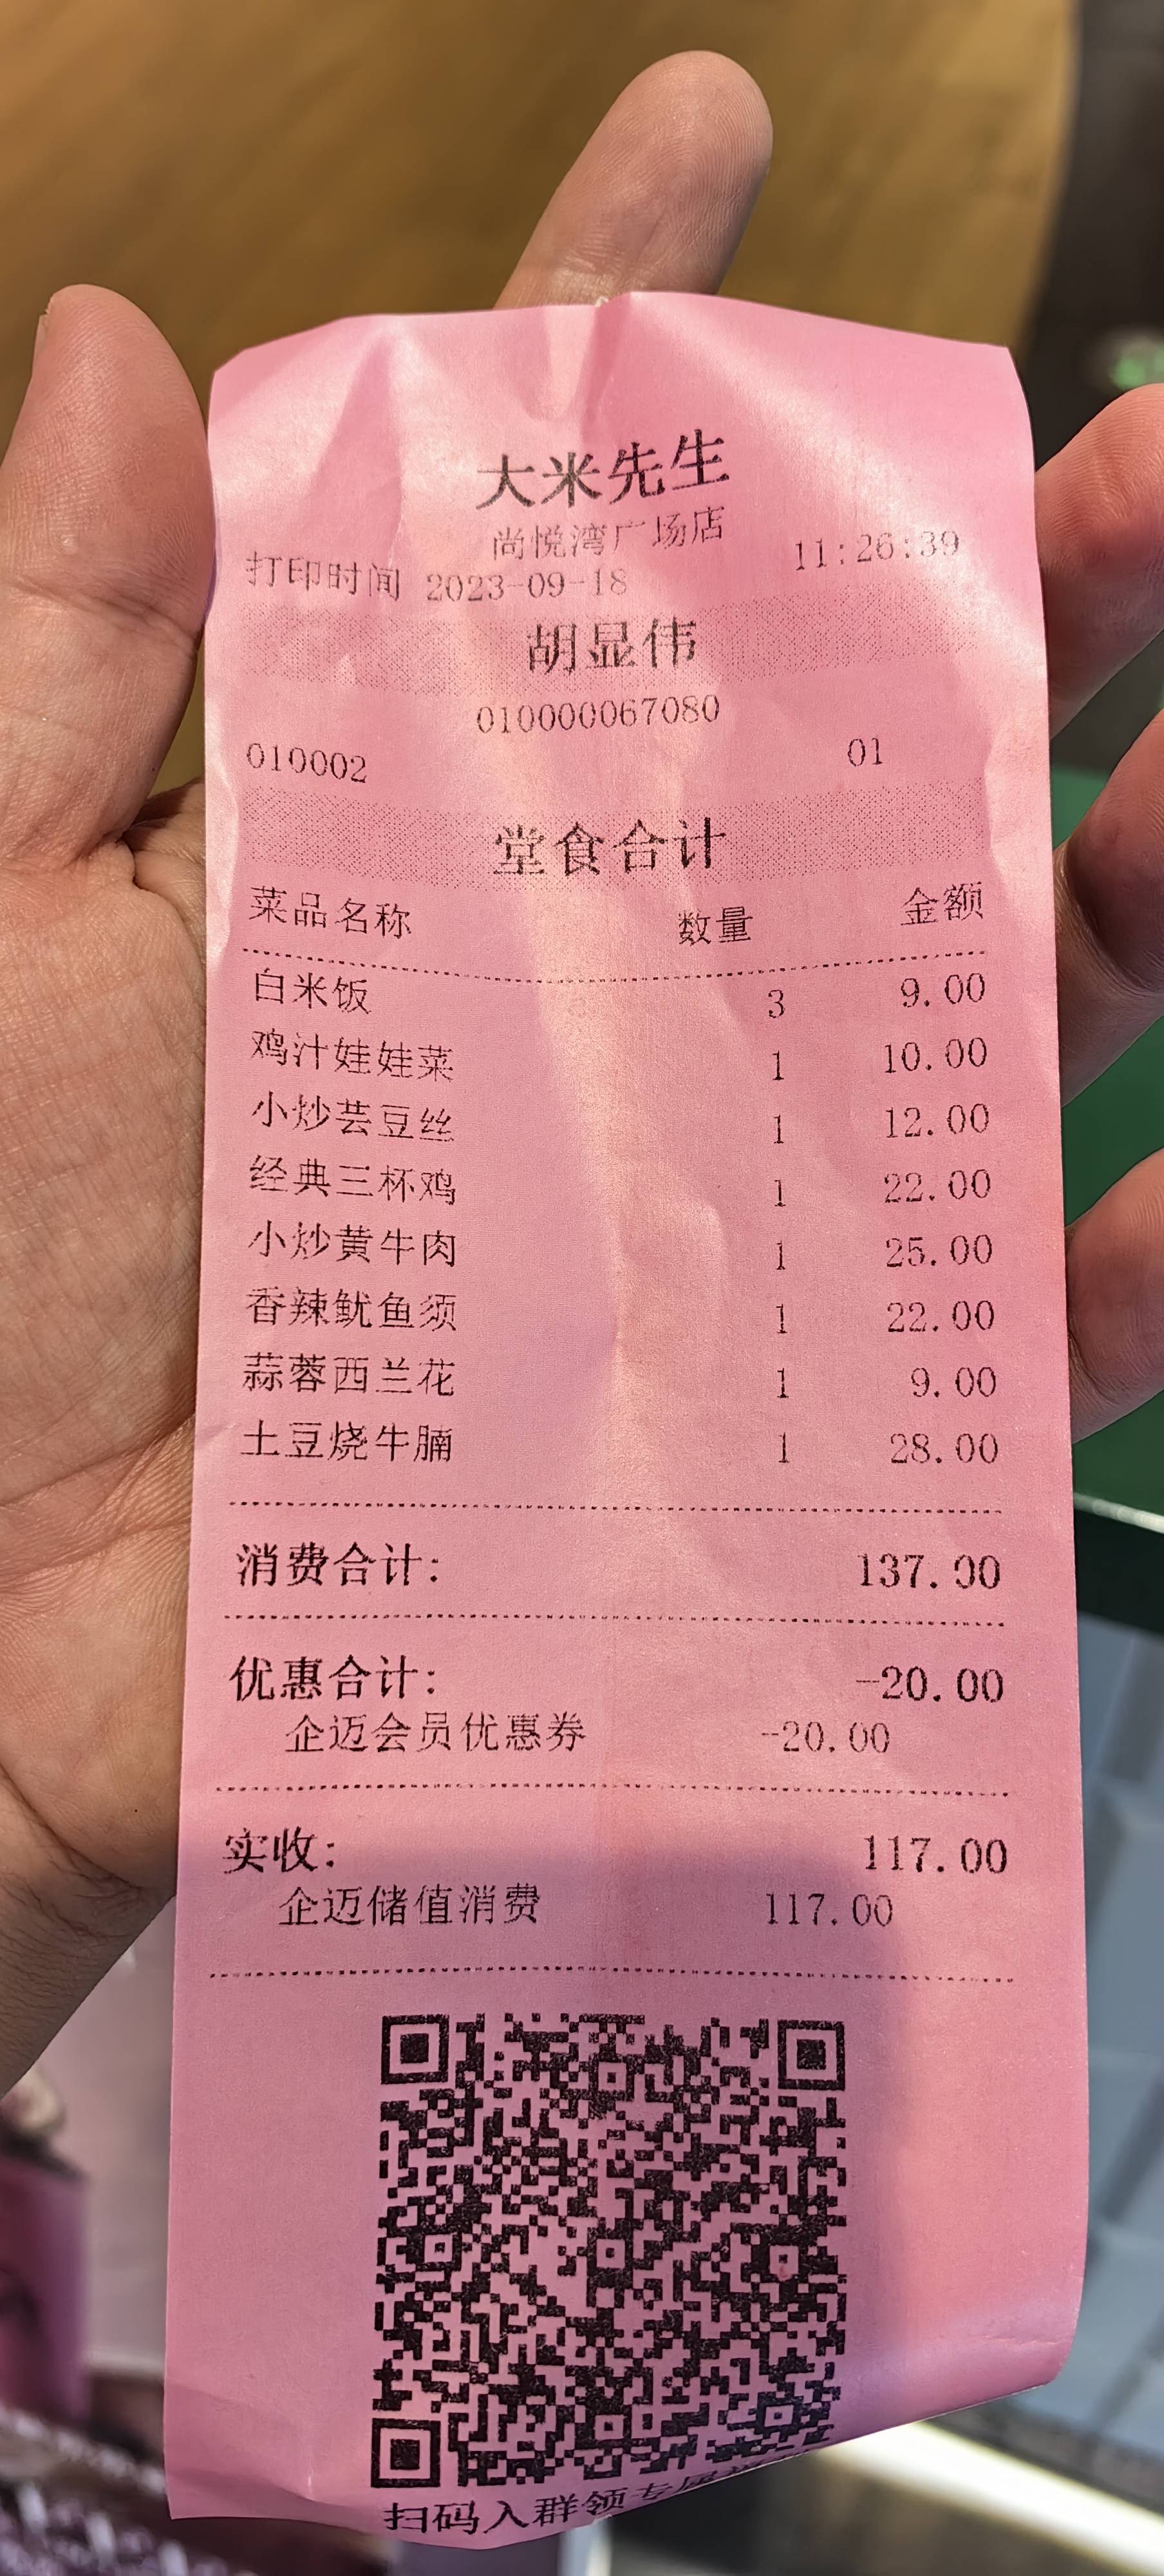 大米先生
尚悦湾广场店
打印时间 2023-09-18 11:26:39
胡显伟
010000067080
010002 01
堂食合计
菜品名称 数量 金额
白米饭 3 9.00
鸡汁娃娃菜 1 10.00
小炒芸豆丝 1 12.00
经典三杯鸡 1 22.00
小炒黄牛肉 1 25.00
香辣鱿鱼须 1 22.00
蒜蓉西兰花 1 9.00
土豆烧牛腩 1 28.00
消费合计: 137.00
优惠合计: -20.00
企迈会员优惠券 -20.00
实收: 117.00
企迈储值消费 117.00
扫码入群领专属